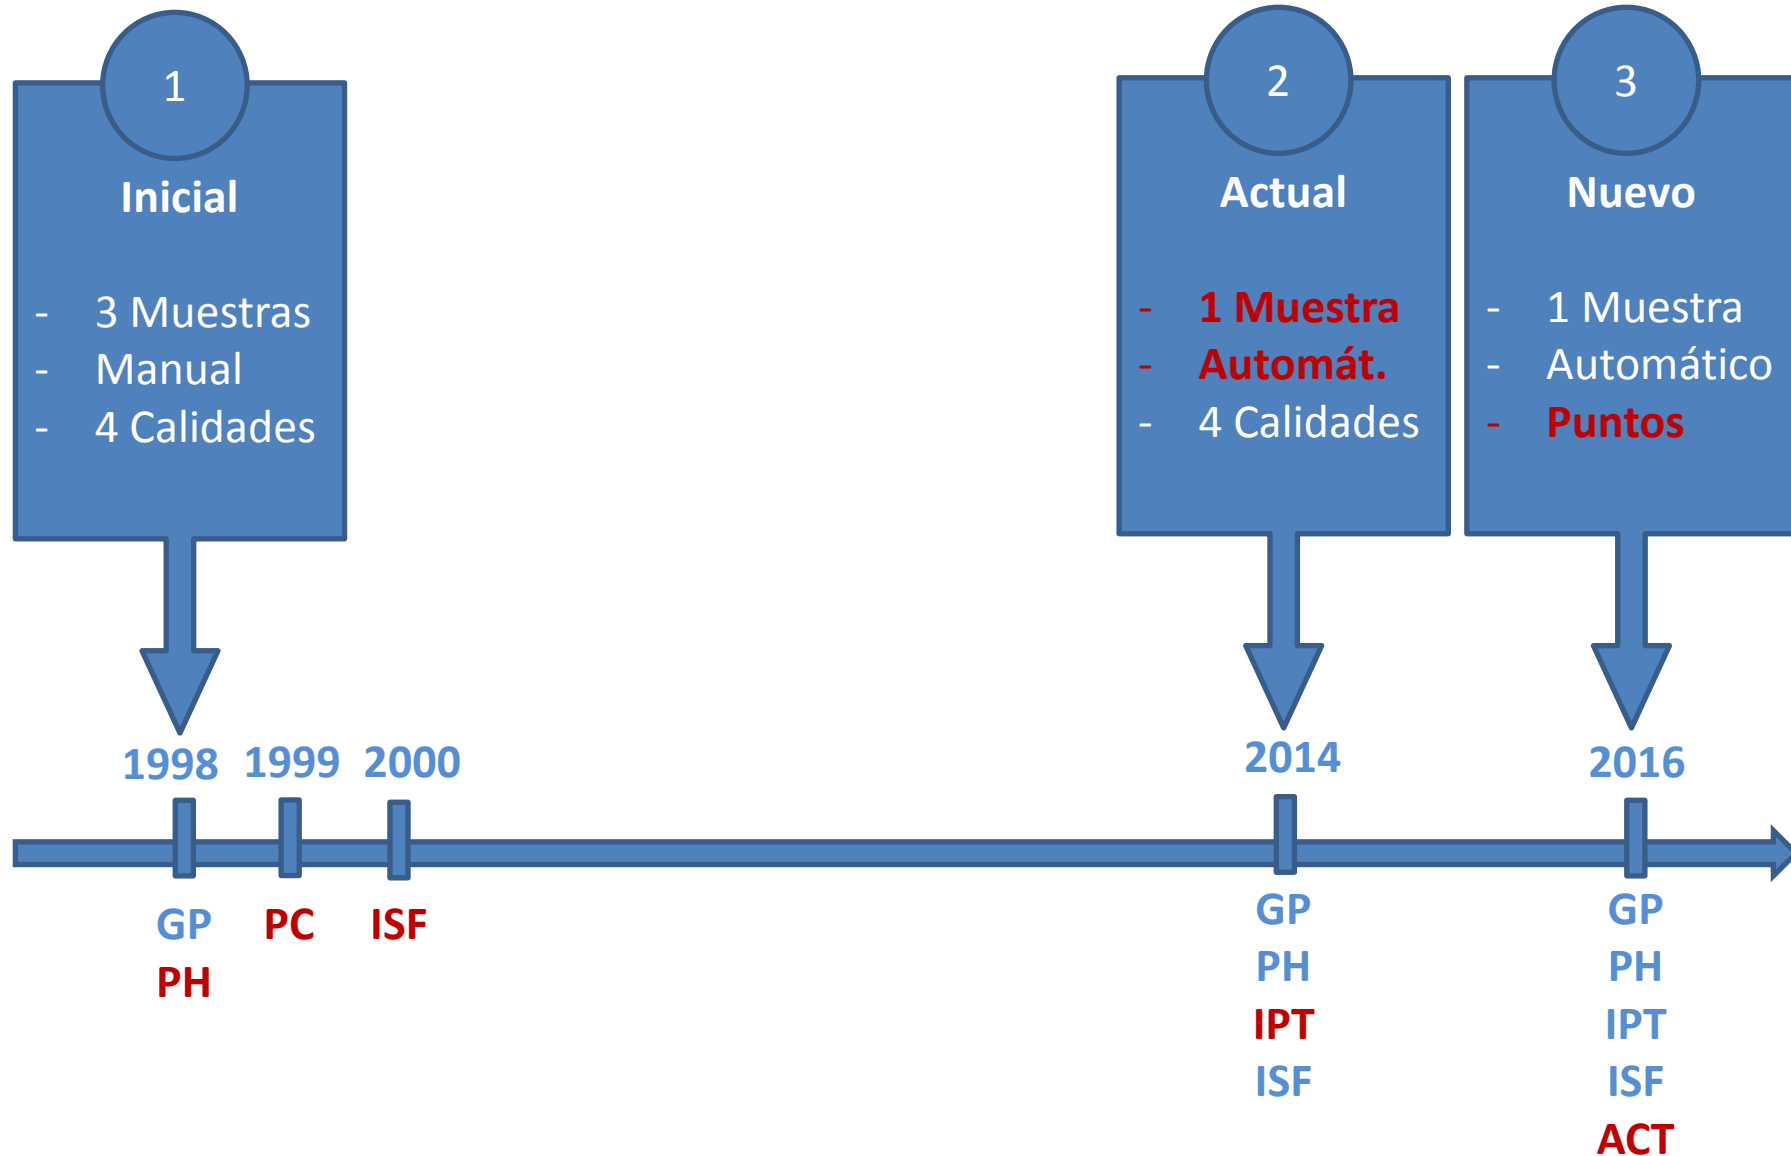 1
Inicial
- 3 Muestras
- Manual
- 4 Calidades
2
Actual
- 1 Muestra
- Automát.
- 4 Calidades
3
Nuevo
- 1 Muestra
- Automático
- Puntos
1998
1999
2000
2014
2016
GP
PH
PC
ISF
GP
PH
IPT
ISF
GP
PH
IPT
ISF
ACT